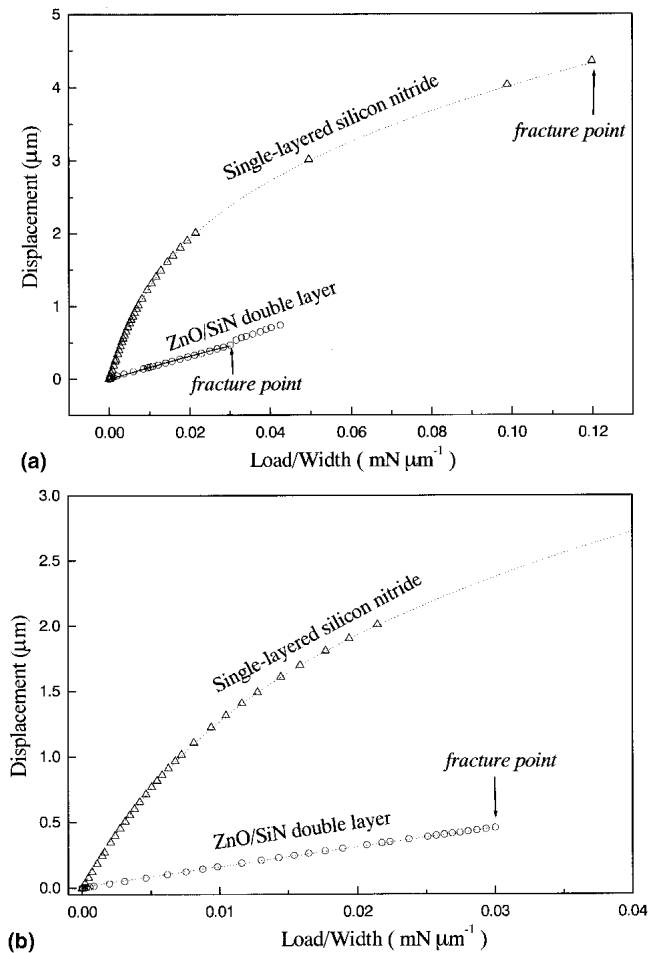 5
4
3
2
1
0
Displacement (μm)
Single-layered silicon nitride
fracture point
ZnO/SiN double layer
fracture point
0.00 0.02 0.04 0.06 0.08 0.10 0.12
(a)
Load/Width ( mN μm⁻¹ )
3.0
2.5
2.0
1.5
1.0
0.5
0.0
Displacement (μm)
Single-layered silicon nitride
fracture point
ZnO/SiN double layer
0.00 0.01 0.02 0.03 0.04
(b)
Load/Width ( mN μm⁻¹ )